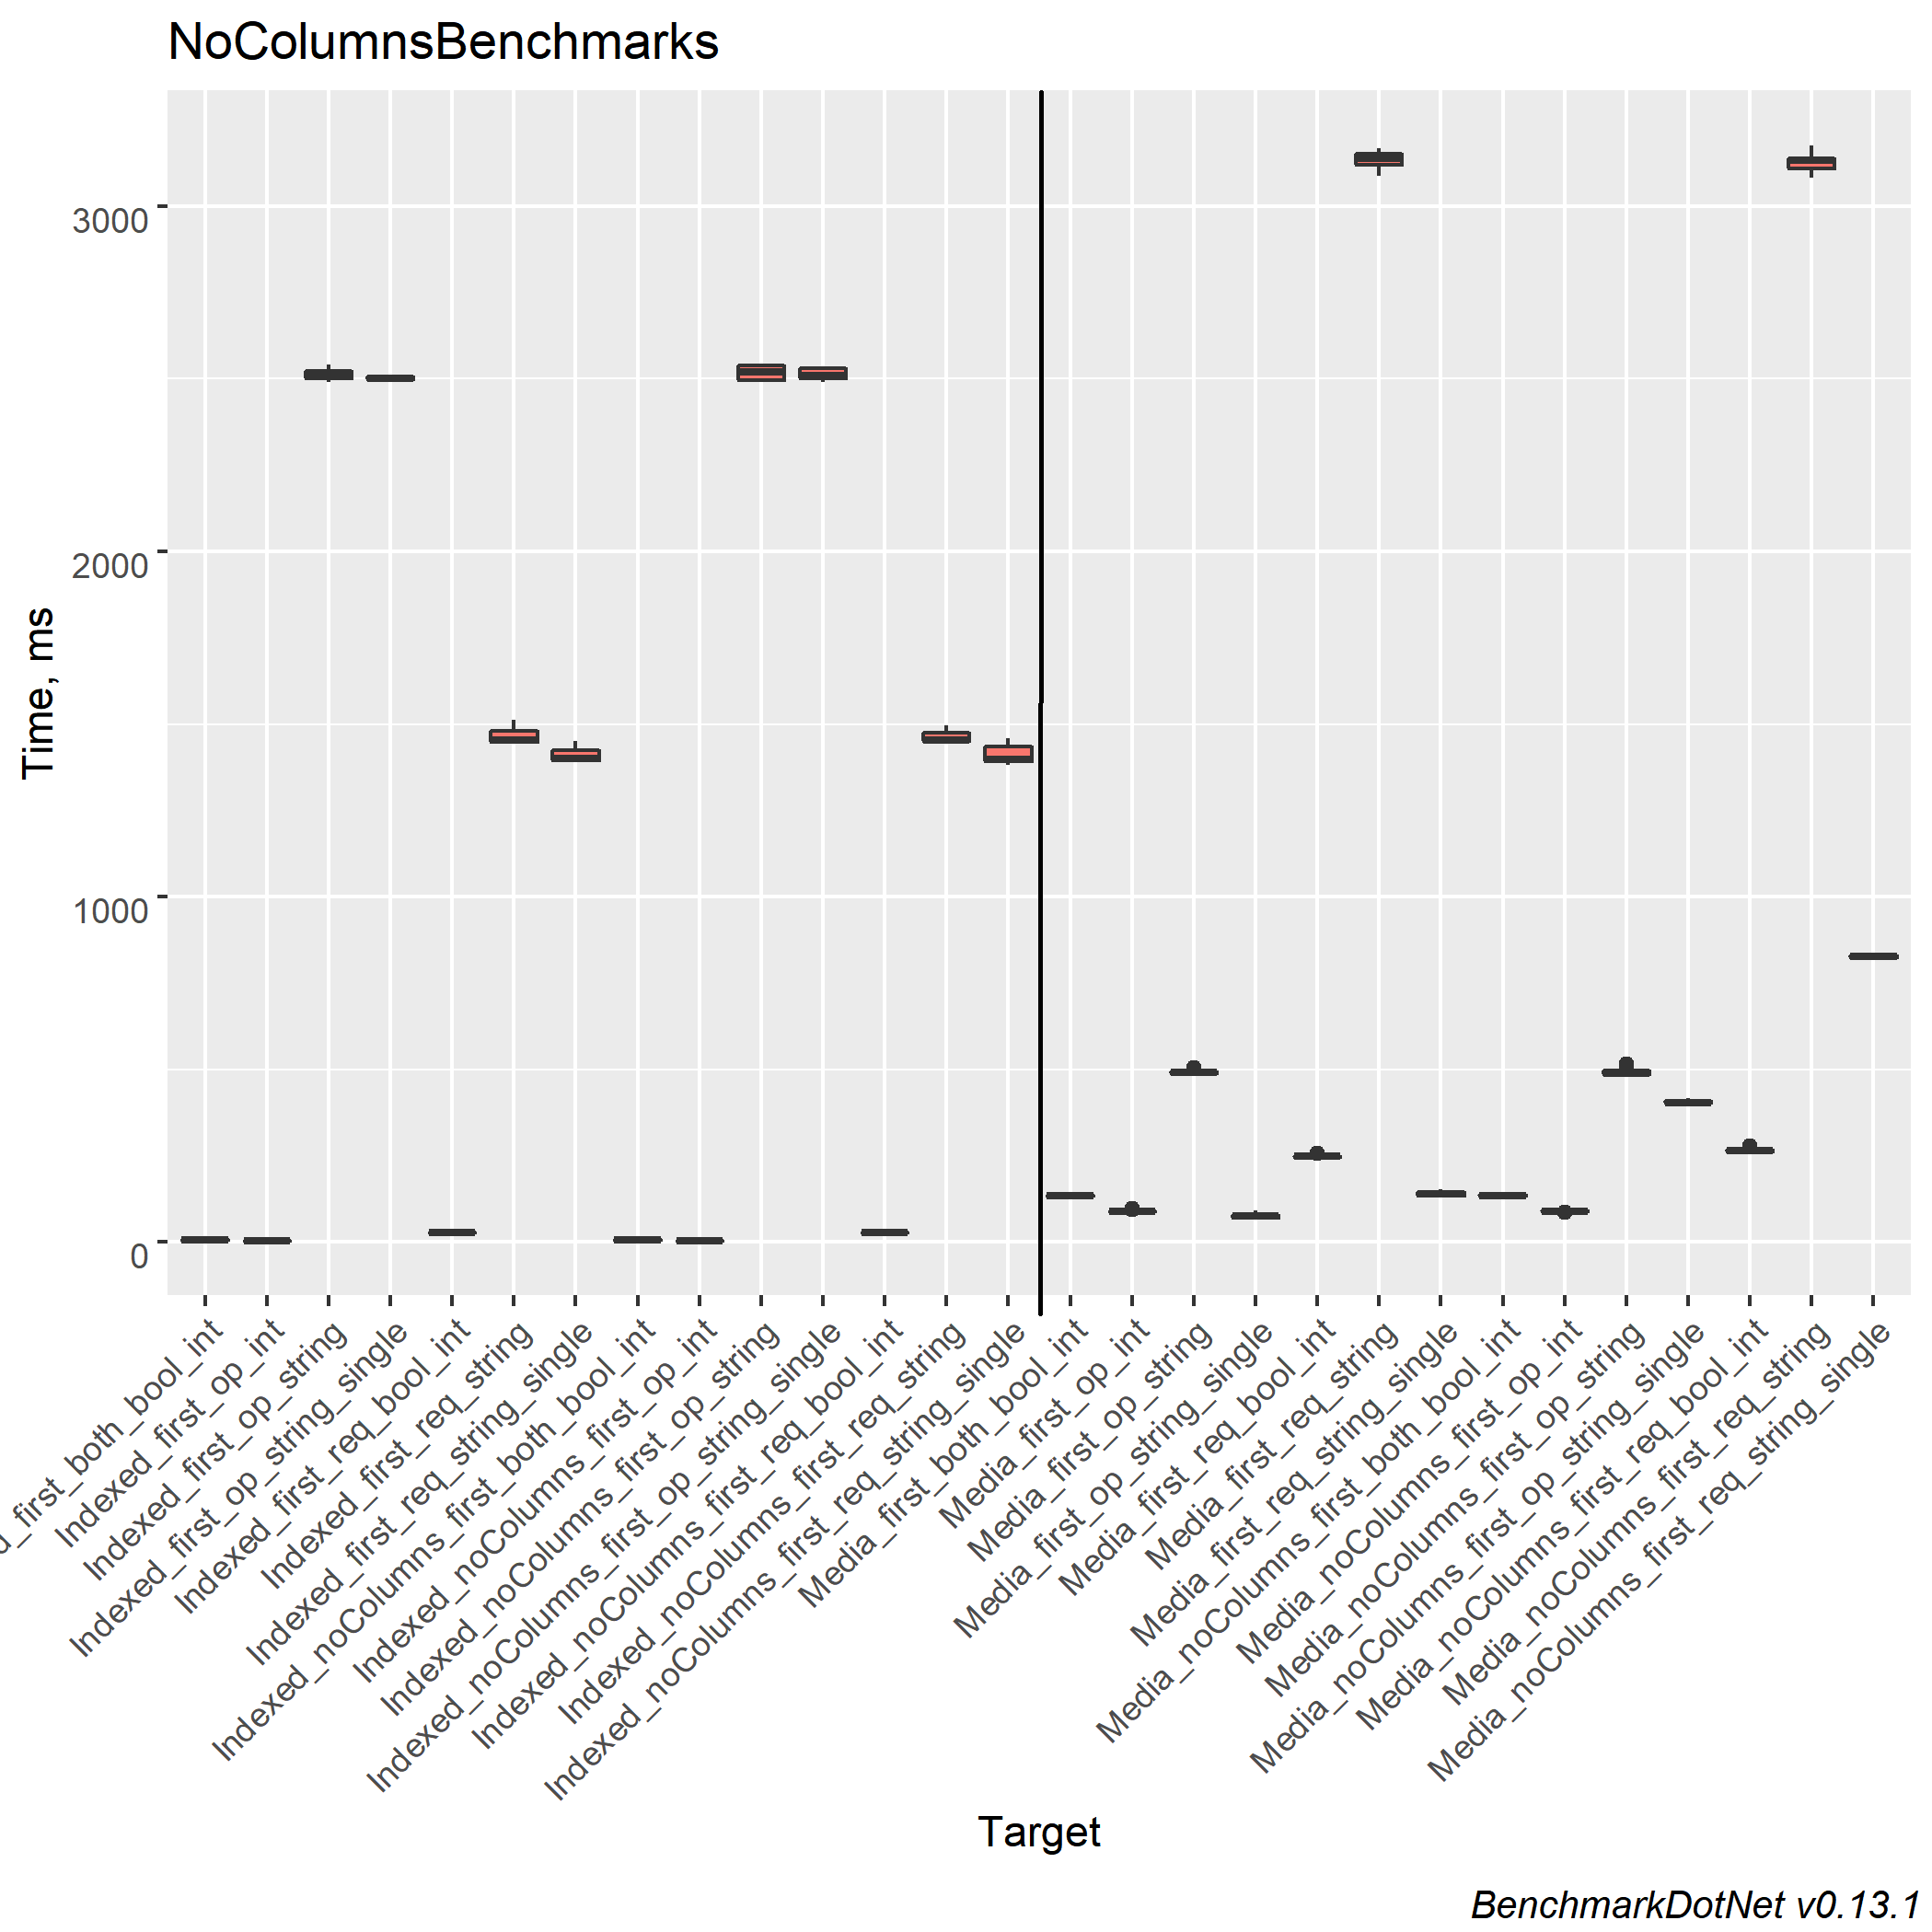 NoColumnsBenchmarks
3000
2000
1000
0
Time, ms
d_first_both_bool_int
Indexed_first_op_int
Indexed_first_op_string
Indexed_first_op_string_single
Indexed_first_req_bool_int
Indexed_first_req_string
Indexed_first_req_string_single
Indexed_noColumns_first_both_bool_int
Indexed_noColumns_first_op_int
Indexed_noColumns_first_op_string
Indexed_noColumns_first_op_string_single
Indexed_noColumns_first_req_bool_int
Indexed_noColumns_first_req_string
Indexed_noColumns_first_req_string_single
Media_first_both_bool_int
Media_first_op_int
Media_first_op_string
Media_first_op_string_single
Media_first_req_bool_int
Media_first_req_string
Media_first_req_string_single
Media_noColumns_first_both_bool_int
Media_noColumns_first_op_int
Media_noColumns_first_op_string
Media_noColumns_first_op_string_single
Media_noColumns_first_req_bool_int
Media_noColumns_first_req_string
Media_noColumns_first_req_string_single
Target
BenchmarkDotNet v0.13.1